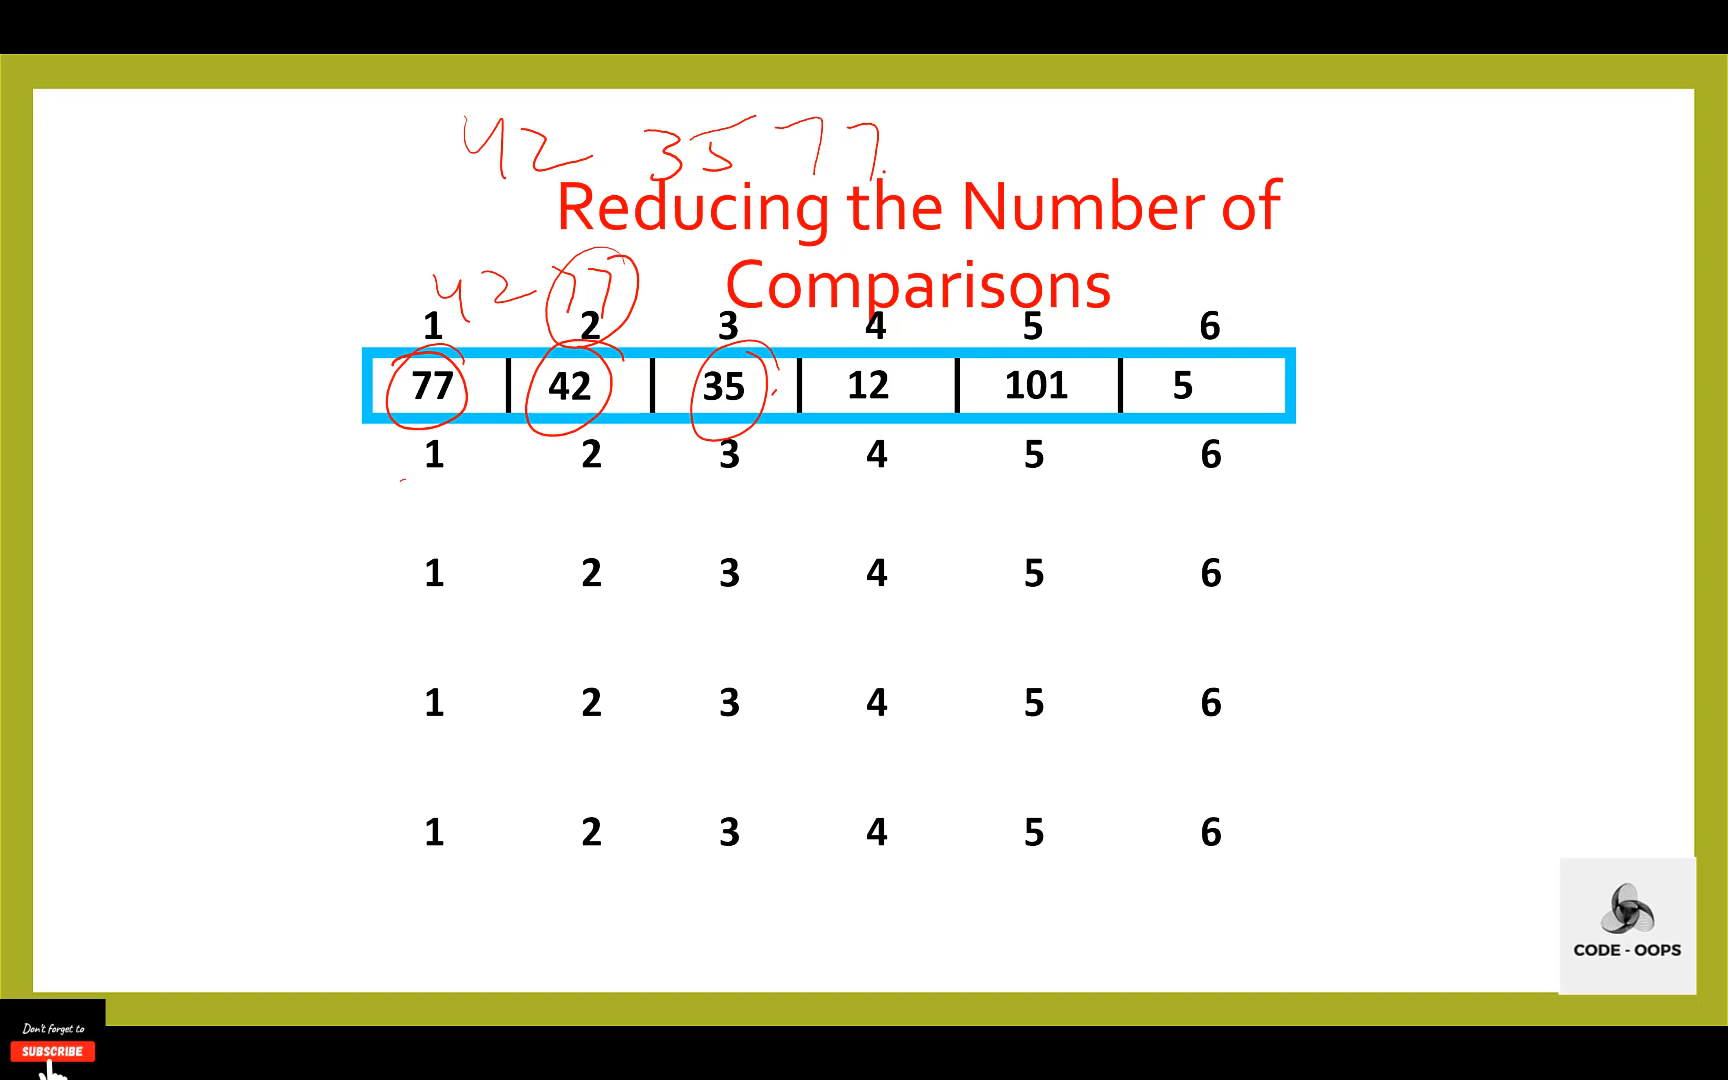 42 35 77
Reducing the Number of
Comparisons
42 77
1 2 3 4 5 6
77 42 35 12 101 5
1 2 3 4 5 6
1 2 3 4 5 6
1 2 3 4 5 6
1 2 3 4 5 6
CODE - OOPS
Don't forget to
SUBSCRIBE